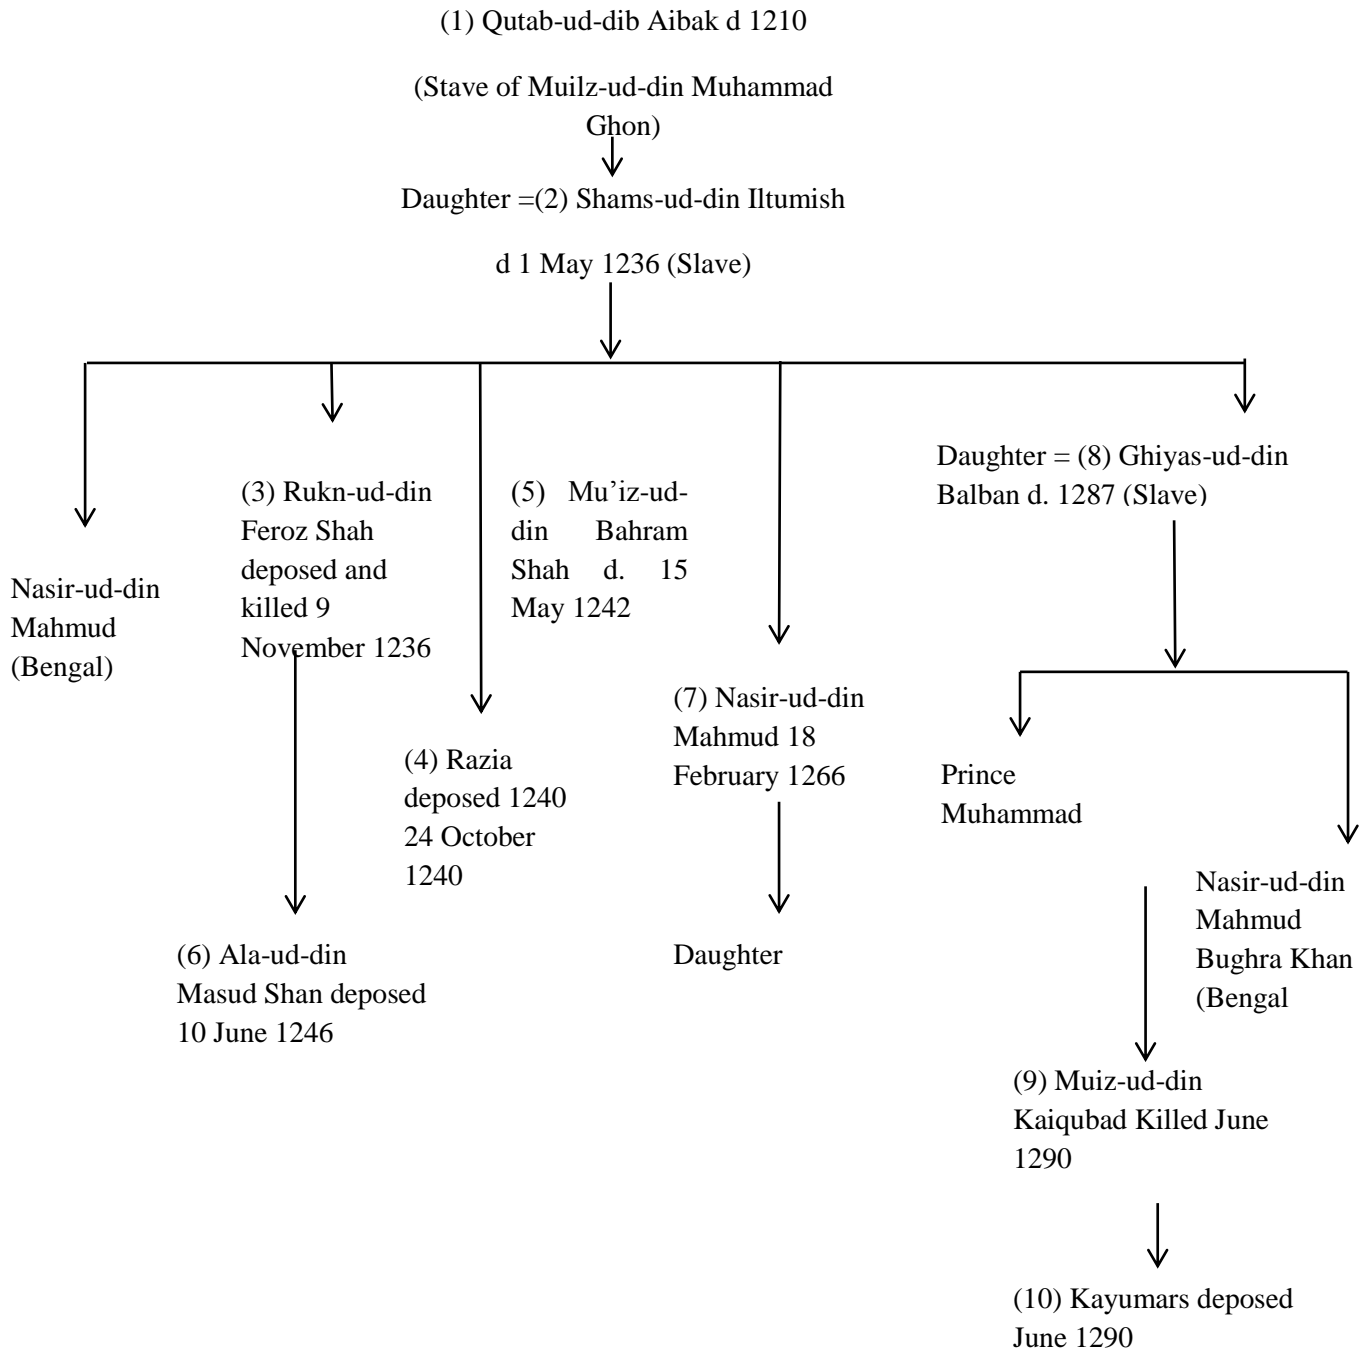 (1) Qutab-ud-dib Aibak d 1210
(Stave of Muilz-ud-din Muhammad
Ghon)
Daughter =(2) Shams-ud-din Iltumish
d 1 May 1236 (Slave)
Nasir-ud-din
Mahmud
(Bengal)
(3) Rukn-ud-din
Feroz Shah
deposed and
killed 9
November 1236
(5) Mu’iz-ud-
din Bahram
Shah d. 15
May 1242
Daughter = (8) Ghiyas-ud-din
Balban d. 1287 (Slave)
(4) Razia
deposed 1240
24 October
1240
(7) Nasir-ud-din
Mahmud 18
February 1266
Prince
Muhammad
Nasir-ud-din
Mahmud
Bughra Khan
(Bengal
(6) Ala-ud-din
Masud Shan deposed
10 June 1246
Daughter
(9) Muiz-ud-din
Kaiqubad Killed June
1290
(10) Kayumars deposed
June 1290